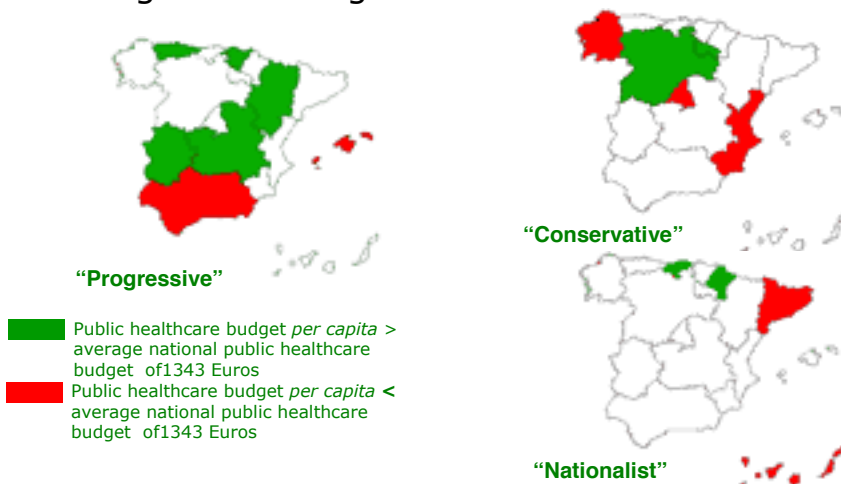 “Conservative”
“Progressive”
Public healthcare budget per capita >
average national public healthcare
budget of1343 Euros
Public healthcare budget per capita <
average national public healthcare
budget of1343 Euros
“Nationalist”